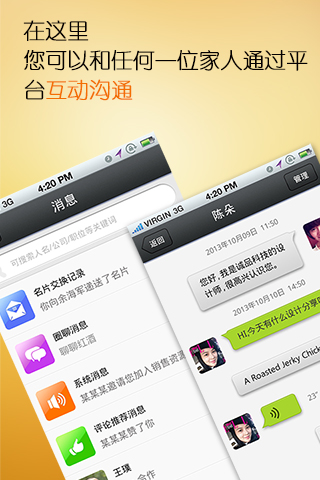 在这里
您可以和任何一位家人通过平
台互动沟通
3G
4:20 PM
消息
可搜索人名/公司/职位等关键词
名片交换记录
你向余海军递送了名片
圈聊消息
聊聊红酒
系统消息
某某某邀请您加入销售资源
评论推荐消息
某某某赞了你
王璞
合作
VIRGIN 3G
4:20 PM
返回
陈朵
管理
2013年10月09日 11:50
您好,我是诚品科技的设
计师,很高兴认识您。
2013年10月10日
HI,今天有什么设计分享吗
A Roasted Jerky Chick
23"